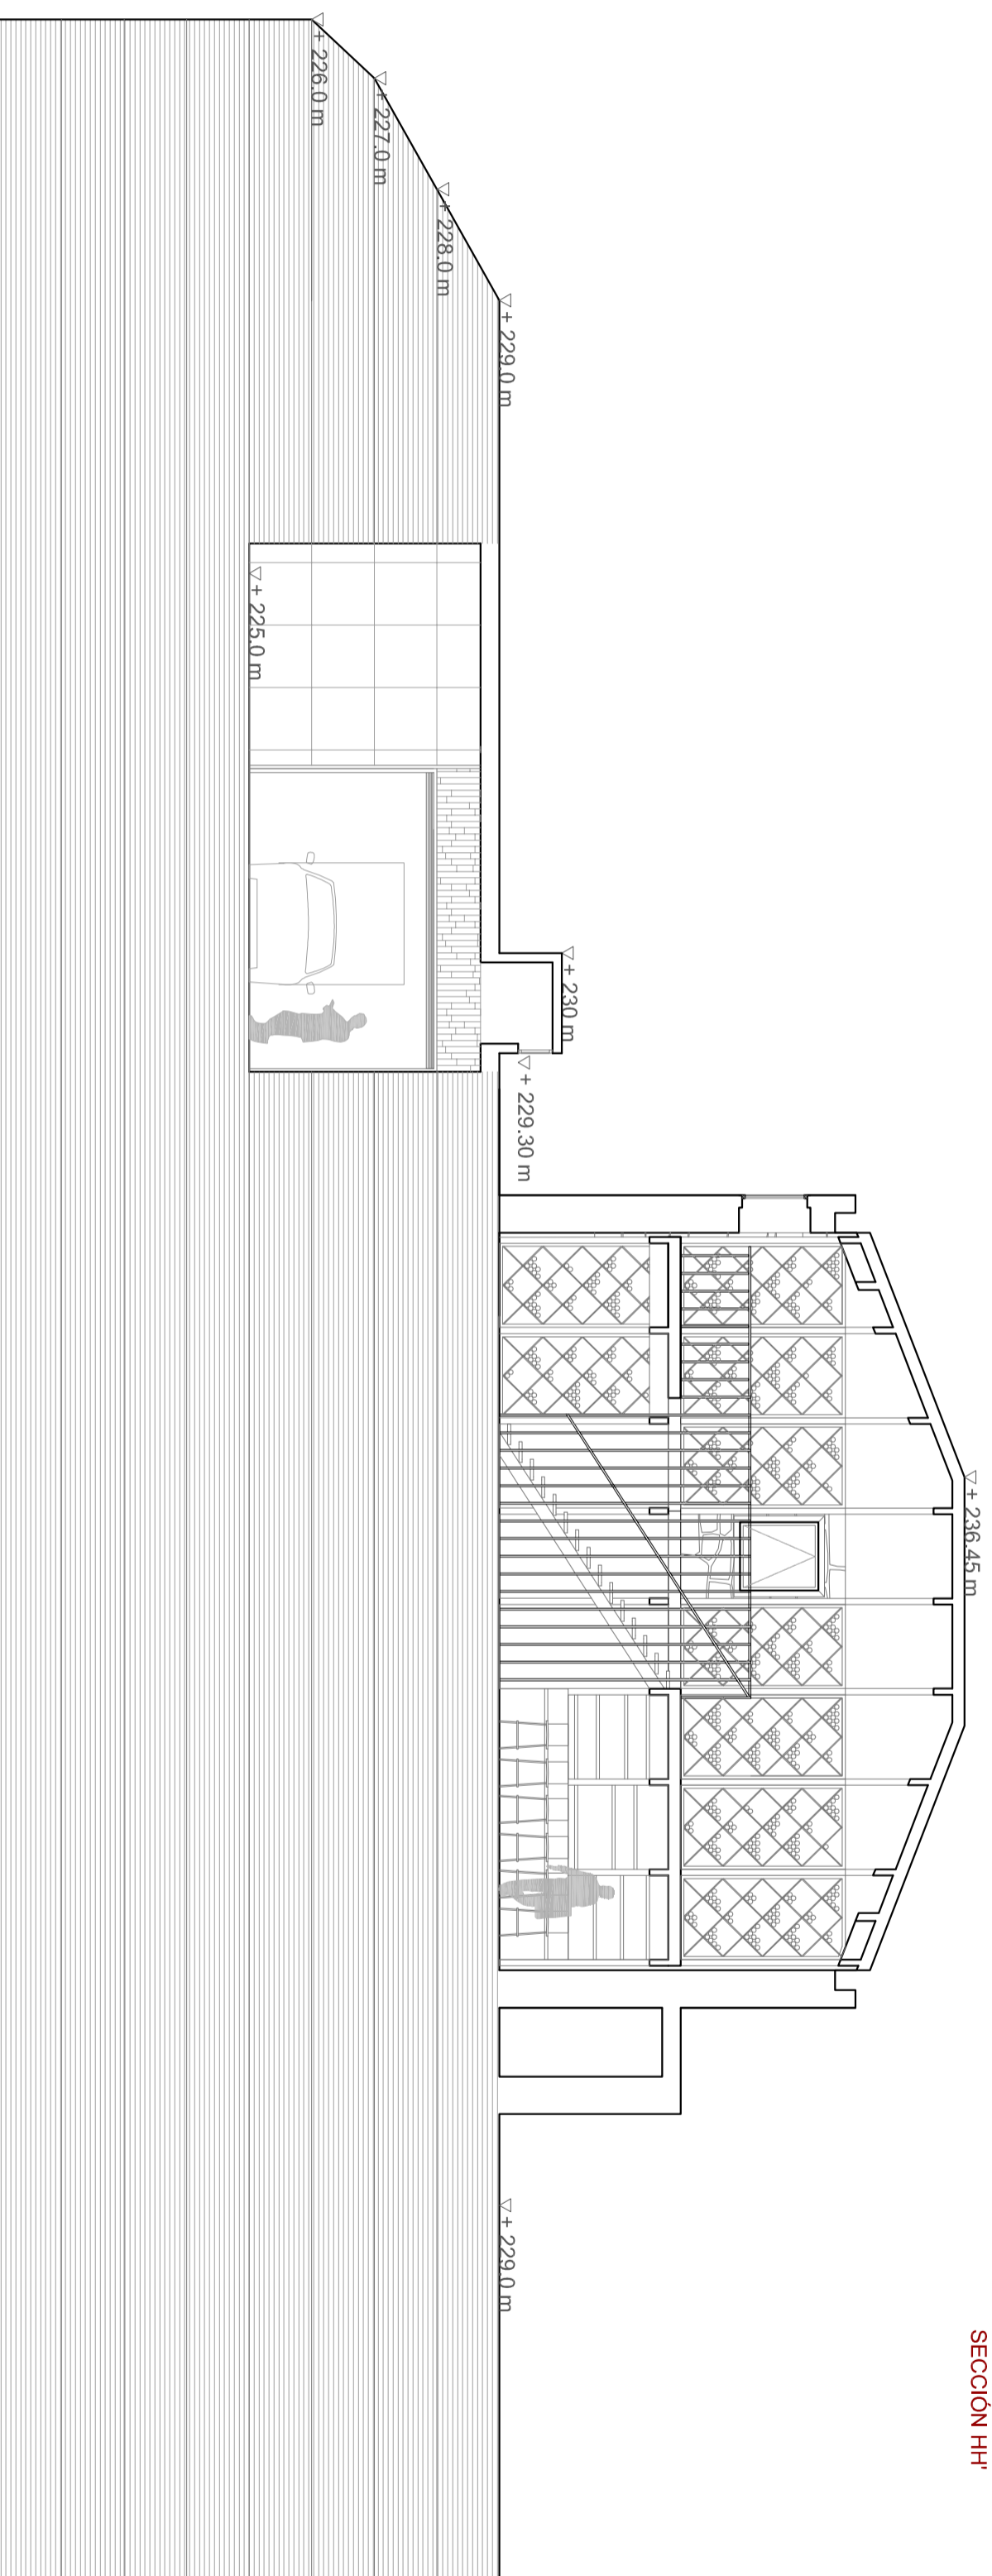 SECCIÓN HH'
+ 236.45 m
+ 230 m
+ 229.30 m
+ 229.0 m
+ 229.0 m
+ 228.0 m
+ 227.0 m
+ 226.0 m
+ 225.0 m